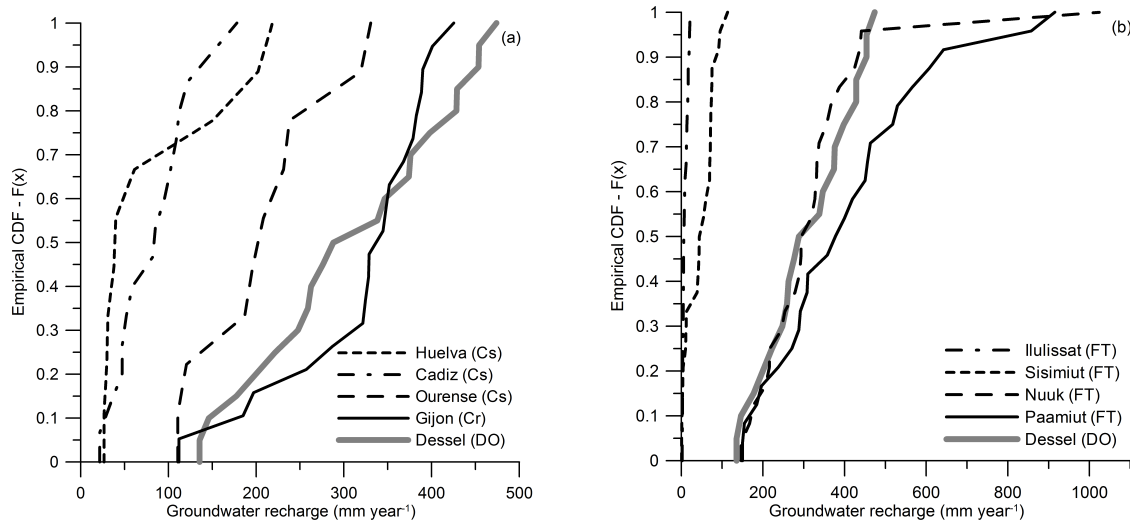 (a)
Empirical CDF - F(x)
1
0.9
0.8
0.7
0.6
0.5
0.4
0.3
0.2
0.1
0
Huelva (Cs)
Cadiz (Cs)
Ourense (Cs)
Gijon (Cr)
Dessel (DO)
0 100 200 300 400 500
Groundwater recharge (mm year⁻¹)
(b)
Empirical CDF - F(x)
1
0.9
0.8
0.7
0.6
0.5
0.4
0.3
0.2
0.1
0
Ilulissat (FT)
Sisimiut (FT)
Nuuk (FT)
Paamiut (FT)
Dessel (DO)
0 200 400 600 800 1000
Groundwater recharge (mm year⁻¹)